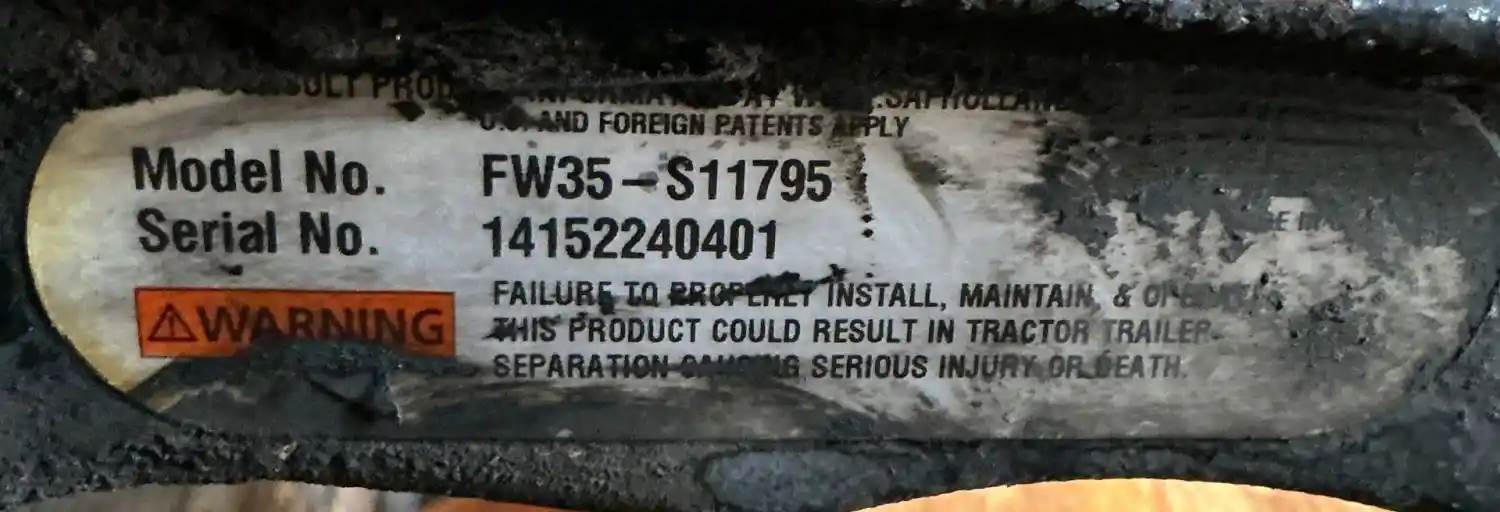 U.S. AND FOREIGN PATENTS APPLY
Model No. FW35-S11795
Serial No. 14152240401
⚠WARNING
FAILURE TO PROPERLY INSTALL, MAINTAIN, &
THIS PRODUCT COULD RESULT IN TRACTOR TRAILER
SEPARATION CAUSING SERIOUS INJURY OR DEATH.